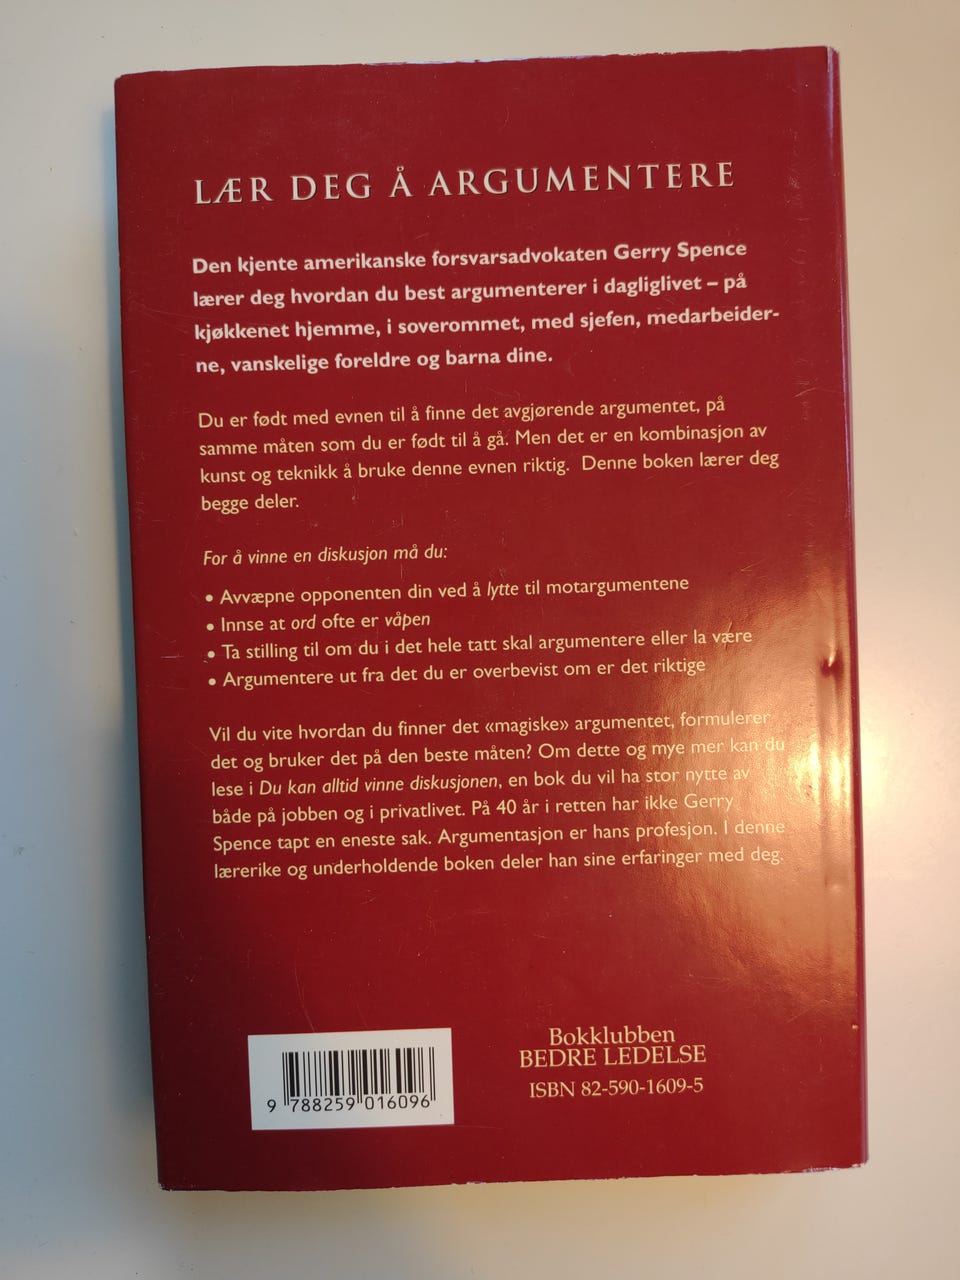 LÆR DEG Å ARGUMENTERE
Den kjente amerikanske forsvarsadvokaten Gerry Spence
lærer deg hvordan du best argumenterer i dagliglivet – på
kjøkkenet hjemme, i soverommet, med sjefen, medarbeider-
ne, vanskelige foreldre og barna dine.
Du er født med evnen til å finne det avgjørende argumentet, på
samme måten som du er født til å gå. Men det er en kombinasjon av
kunst og teknikk å bruke denne evnen riktig. Denne boken lærer deg
begge deler.
For å vinne en diskusjon må du:
• Avvæpne opponenten din ved å lytte til motargumentene
• Innse at ord ofte er våpen
• Ta stilling til om du i det hele tatt skal argumentere eller la være
• Argumentere ut fra det du er overbevist om er det riktige
Vil du vite hvordan du finner det «magiske» argumentet, formulerer
det og bruker det på den beste måten? Om dette og mye mer kan du
lese i Du kan alltid vinne diskusjonen, en bok du vil ha stor nytte av
både på jobben og i privatlivet. På 40 år i retten har ikke Gerry
Spence tapt en eneste sak. Argumentasjon er hans profesjon. I denne
lærerike og underholdende boken deler han sine erfaringer med deg.
Bokklubben
BEDRE LEDELSE
ISBN 82-590-1609-5
9 788259 016096